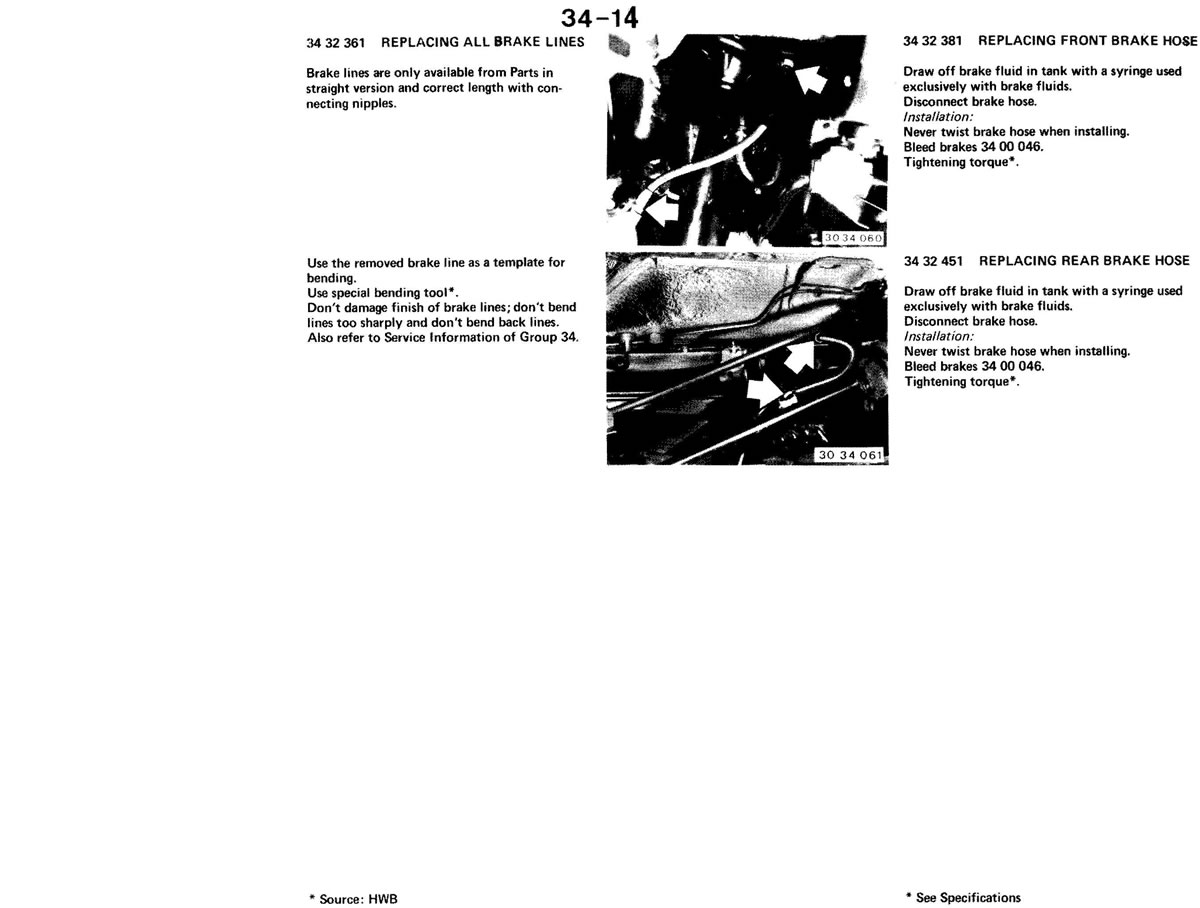 34-14
34 32 361 REPLACING ALL BRAKE LINES
Brake lines are only available from Parts in
straight version and correct length with con-
necting nipples.
Use the removed brake line as a template for
bending.
Use special bending tool*.
Don't damage finish of brake lines; don't bend
lines too sharply and don't bend back lines.
Also refer to Service Information of Group 34.
* Source: HWB
30 34 060
30 34 061
34 32 381 REPLACING FRONT BRAKE HOSE
Draw off brake fluid in tank with a syringe used
exclusively with brake fluids.
Disconnect brake hose.
Installation:
Never twist brake hose when installing.
Bleed brakes 34 00 046.
Tightening torque*.
34 32 451 REPLACING REAR BRAKE HOSE
Draw off brake fluid in tank with a syringe used
exclusively with brake fluids.
Disconnect brake hose.
Installation:
Never twist brake hose when installing.
Bleed brakes 34 00 046.
Tightening torque*.
* See Specifications